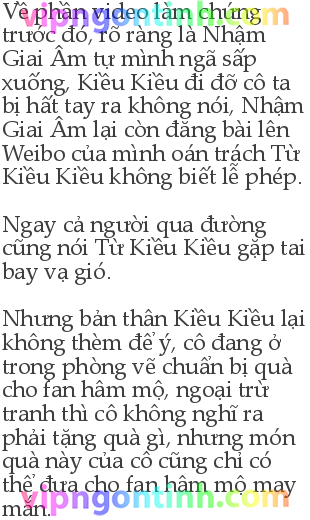 Về phần video làm chứng
trước đó, rõ ràng là Nhậm
Giai Âm tự mình ngã sấp
xuống, Kiều Kiều đi đỡ cô ta
bị hất tay ra không nói, Nhậm
Giai Âm lại còn đăng bài lên
Weibo của mình oán trách Từ
Kiều Kiều không biết lễ phép.
Ngay cả người qua đường
cũng nói Từ Kiều Kiều gặp tai
bay vạ gió.
Nhưng bản thân Kiều Kiều lại
không thèm để ý, cô đang ở
trong phòng vẽ chuẩn bị quà
cho fan hâm mộ, ngoại trừ
tranh thì cô không nghĩ ra
phải tặng quà gì, nhưng món
quà này của cô cũng chỉ có
thể đưa cho fan hâm mộ may
mắn.
vipngontinh.com
vipngontinh.com